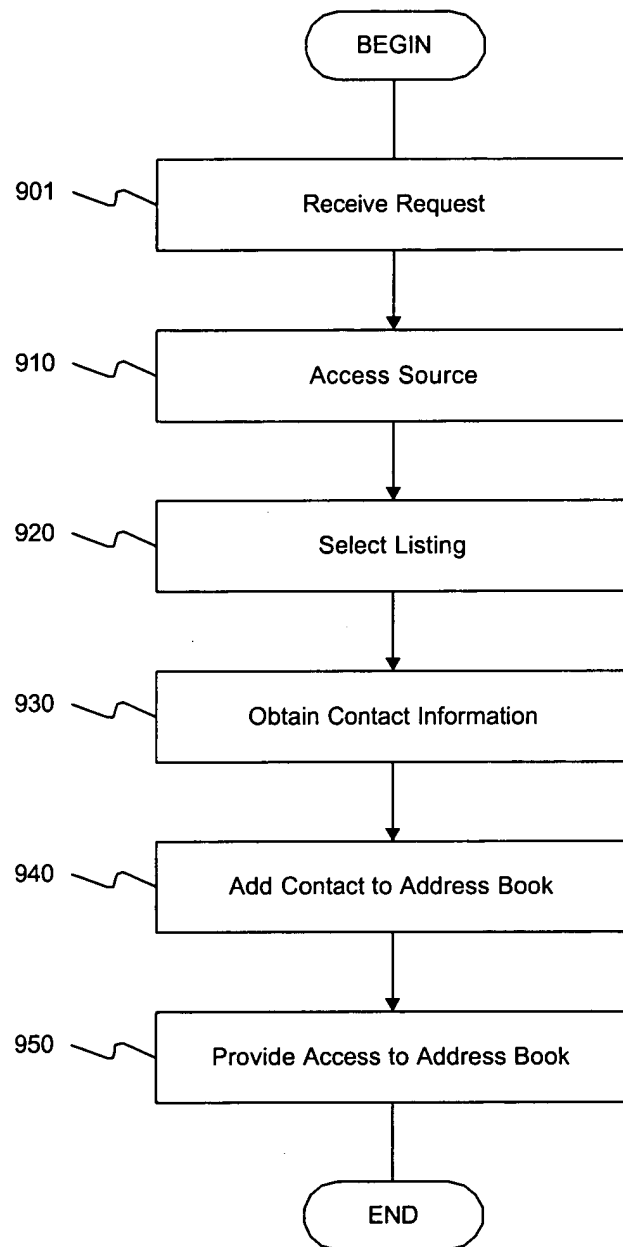 BEGIN
901
Receive Request
910
Access Source
920
Select Listing
930
Obtain Contact Information
940
Add Contact to Address Book
950
Provide Access to Address Book
END